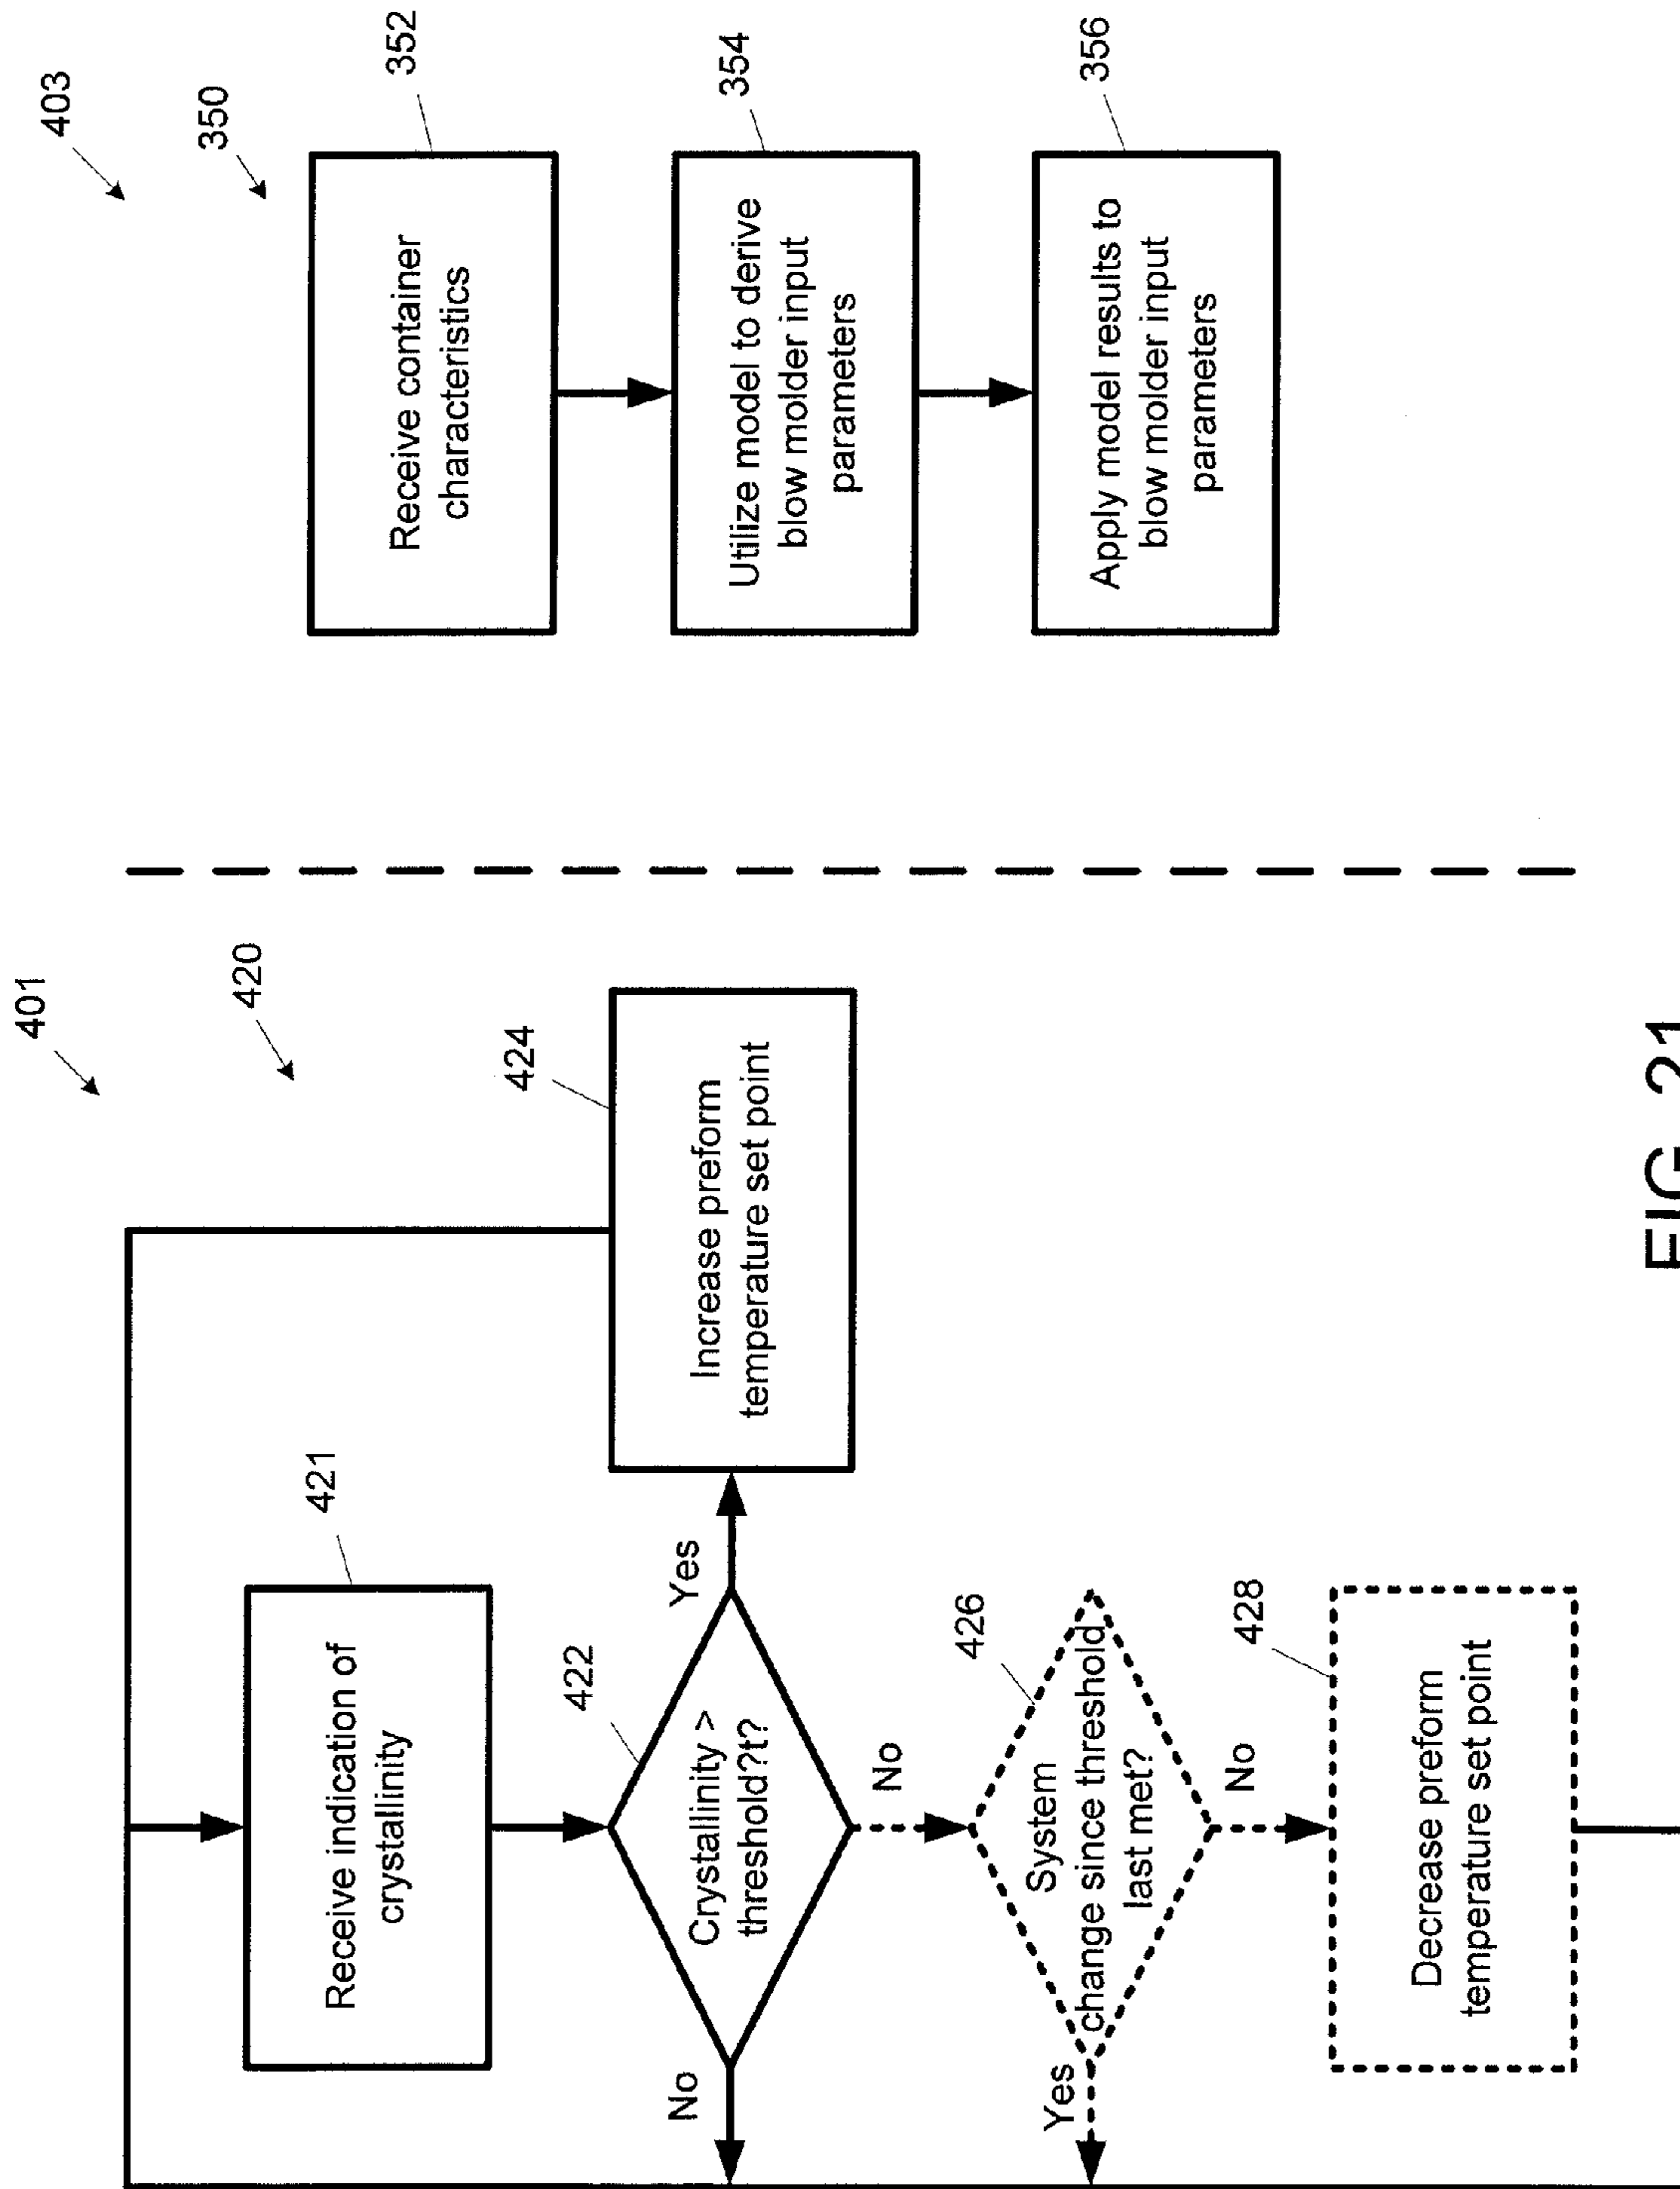 401
420
421
Receive indication of
crystallinity
422
Crystallinity >
threshold?t?
Yes
No
No
424
Increase preform
temperature set point
426
System
change since threshold
last met?
Yes
No
428
Decrease preform
temperature set point
403
350
352
Receive container
characteristics
354
Utilize model to derive
blow molder input
parameters
356
Apply model results to
blow molder input
parameters
FIG. 21